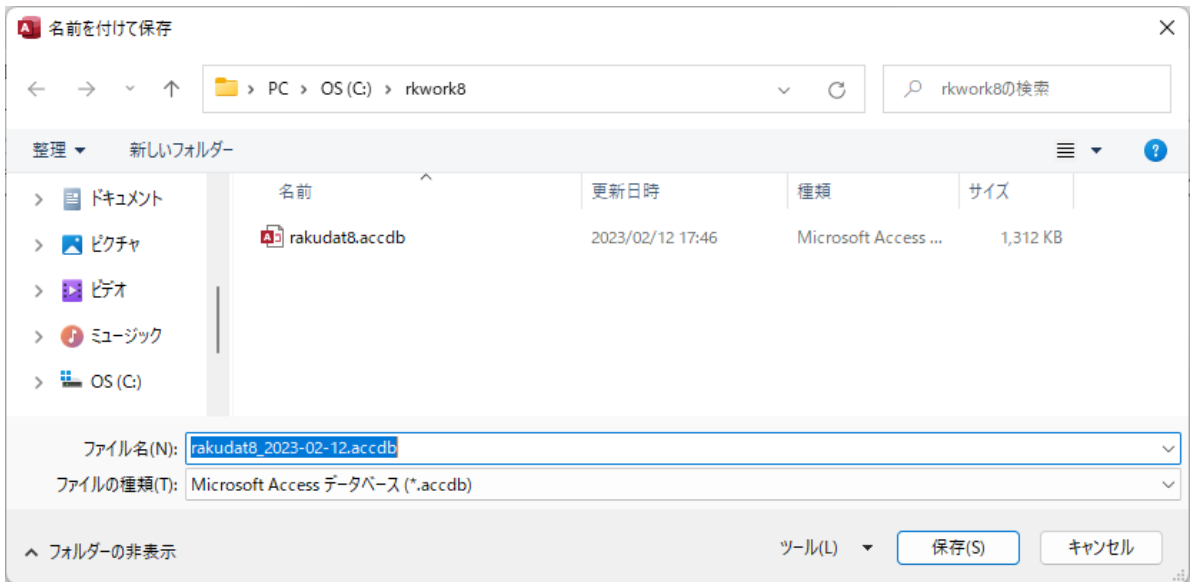 名前を付けて保存
PC › OS (C:) › rkwork8
rkwork8の検索
整理 新しいフォルダー
名前 更新日時 種類 サイズ
rakudat8.accdb 2023/02/12 17:46 Microsoft Access ... 1,312 KB
ドキュメント
ピクチャ
ビデオ
ミュージック
OS (C:)
ファイル名(N): rakudat8_2023-02-12.accdb
ファイルの種類(T): Microsoft Access データベース (*.accdb)
フォルダーの非表示
ツール(L) 保存(S) キャンセル